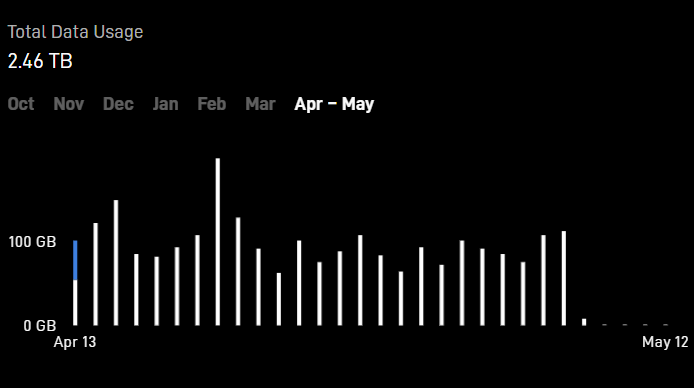 Total Data Usage
2.46 TB
Oct Nov Dec Jan Feb Mar Apr – May
100 GB
0 GB
Apr 13 May 12